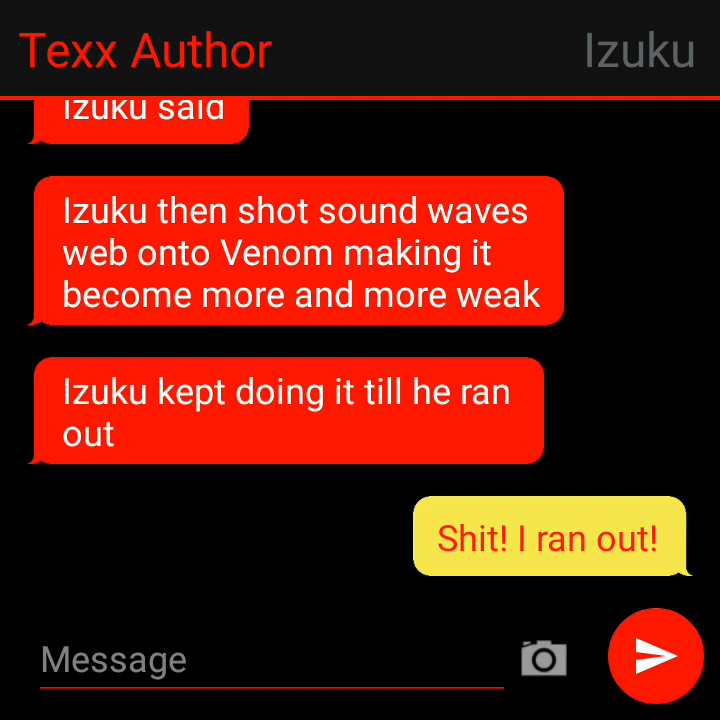 Texx Author
Izuku
Izuku said
Izuku then shot sound waves
web onto Venom making it
become more and more weak
Izuku kept doing it till he ran
out
Shit! I ran out!
Message